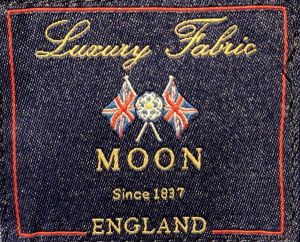 Luxury Fabric
MOON
Since 1837
ENGLAND